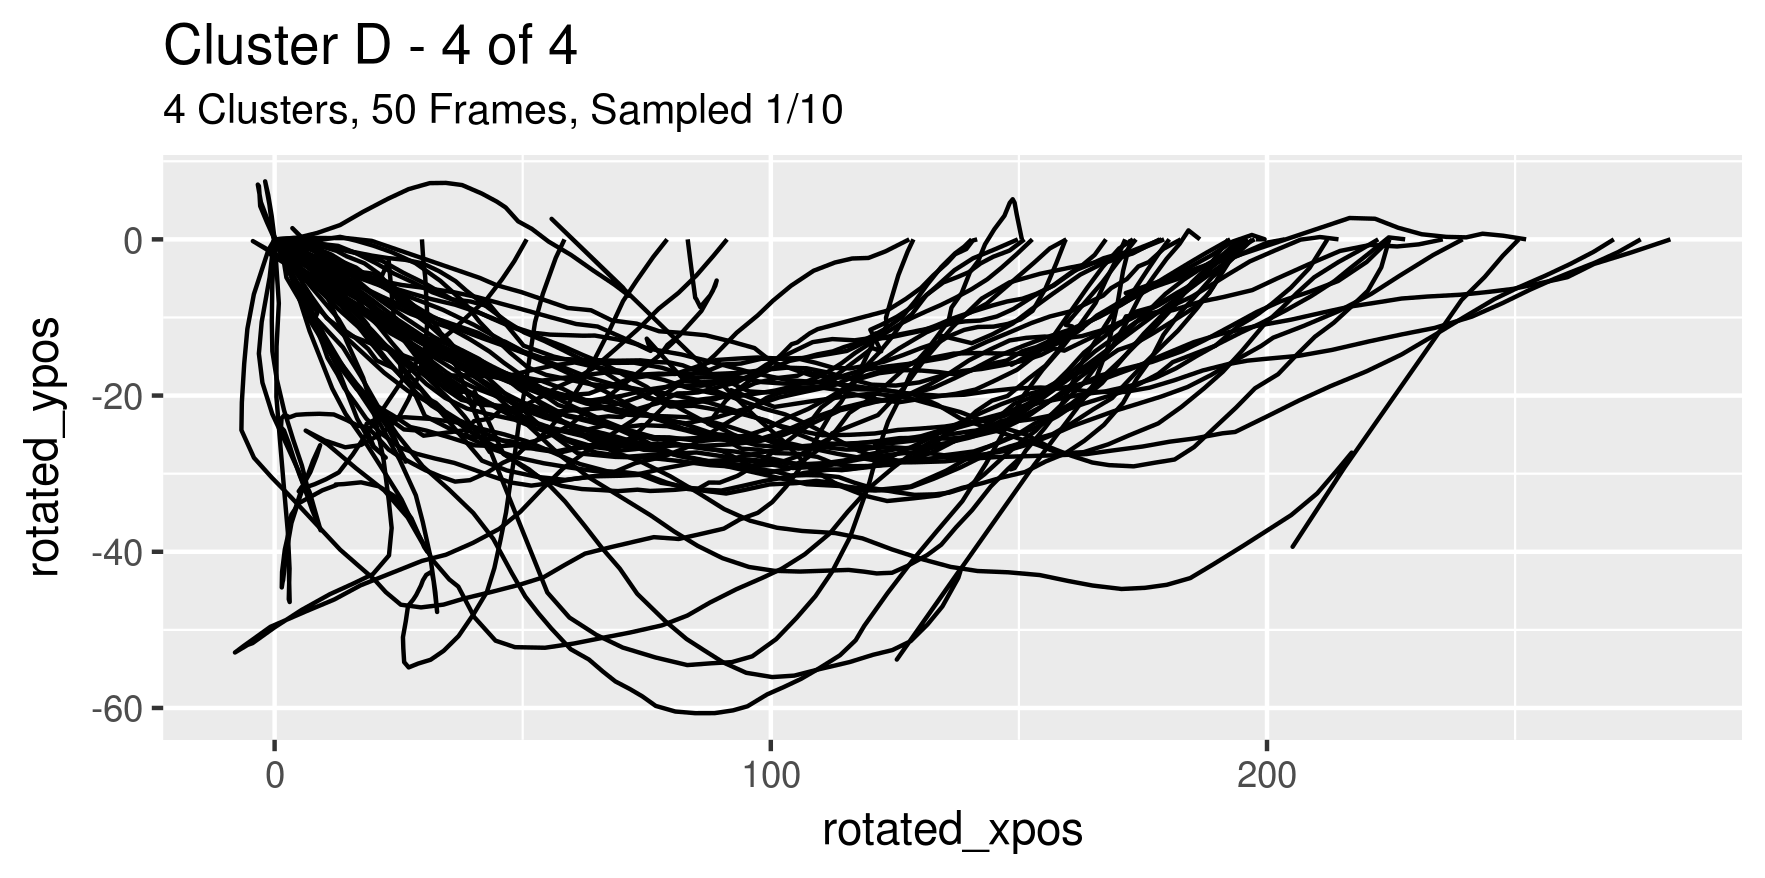 Cluster D - 4 of 4
4 Clusters, 50 Frames, Sampled 1/10
rotated_ypos
0
-20
-40
-60
0 100 200
rotated_xpos